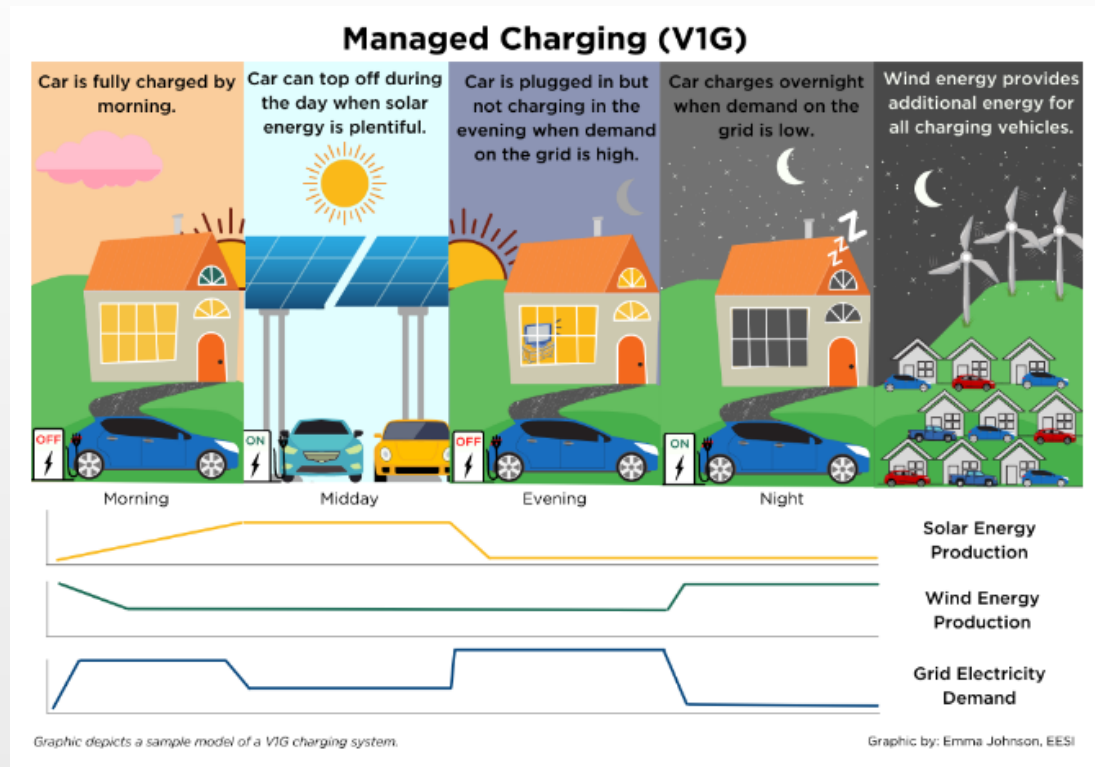 Managed Charging (V1G)
Car is fully charged by
morning.
Car can top off during
the day when solar
energy is plentiful.
Car is plugged in but
not charging in the
evening when demand
on the grid is high.
Car charges overnight
when demand on the
grid is low.
Wind energy provides
additional energy for
all charging vehicles.
Z
Z
Z
OFF
ON
OFF
ON
Morning
Midday
Evening
Night
Solar Energy
Production
Wind Energy
Production
Grid Electricity
Demand
Graphic depicts a sample model of a V1G charging system.
Graphic by: Emma Johnson, EESI